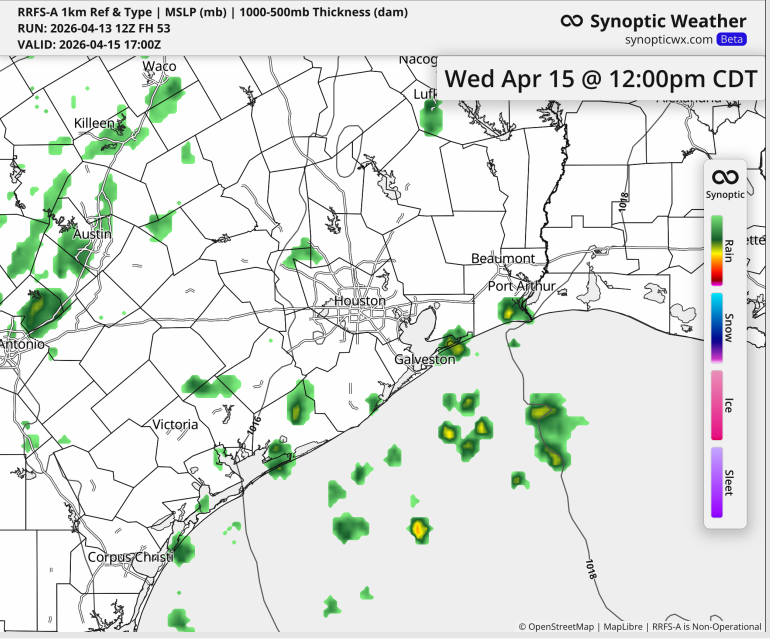 RRFS-A 1km Ref & Type | MSLP (mb) | 1000-500mb Thickness (dam)
RUN: 2026-04-13 12Z FH 53
VALID: 2026-04-15 17:00Z
Synoptic Weather
synopticwx.com Beta
Wed Apr 15 @ 12:00pm CDT
Waco
Nacog
Lufk
Killeen
1018
Synoptic
Rain
Austin
ette
Beaumont
Port Arthur
Snow
Houston
Antonio
Galveston
Ice
Victoria
1016
Sleet
Corpus Christi
1018
© OpenStreetMap | MapLibre | RRFS-A is Non-Operational